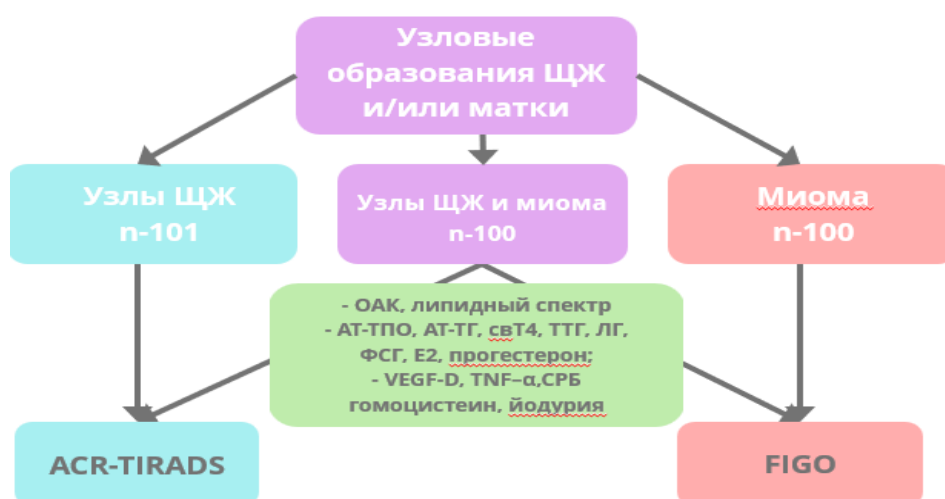 Узловые
образования ЩЖ
и/или матки
Узлы ЩЖ
n-101
Узлы ЩЖ и миома
n-100
Миома
n-100
- ОАК, липидный спектр
- АТ-ТПО, АТ-ТГ, свТ4, ТТГ, ЛГ,
ФСГ, Е2, прогестерон;
- VEGF-D, TNF–α,СРБ
гомоцистеин, йодурия
ACR-TIRADS
FIGO